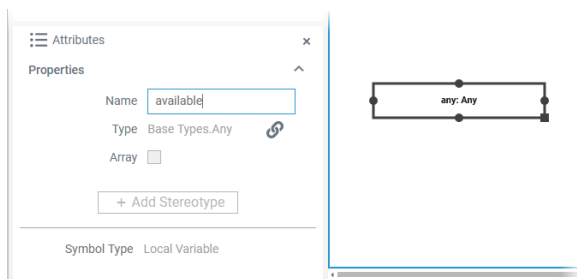 Attributes
×
Properties
Name available
Type Base Types.Any
Array
+ Add Stereotype
Symbol Type Local Variable
any: Any